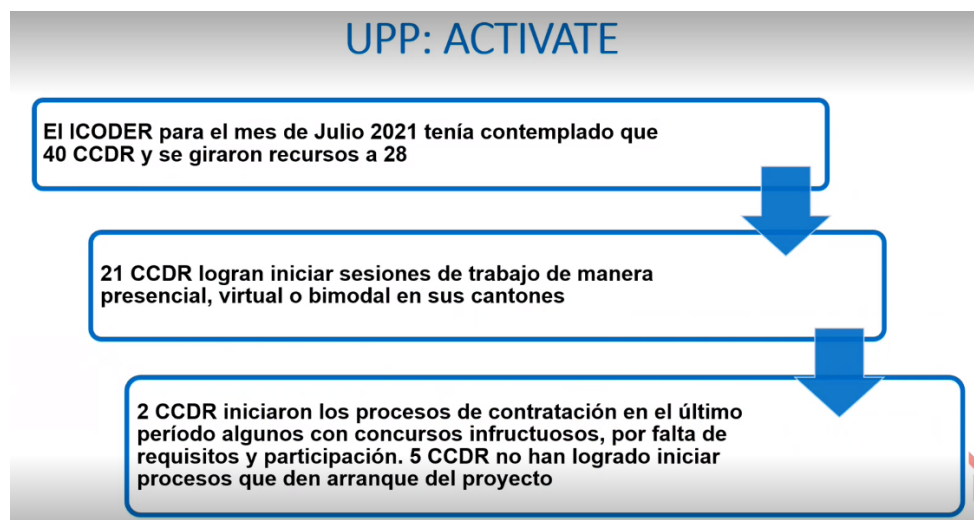 UPP: ACTIVATE
El ICODER para el mes de Julio 2021 tenía contemplado que
40 CCDR y se giraron recursos a 28
21 CCDR logran iniciar sesiones de trabajo de manera
presencial, virtual o bimodal en sus cantones
2 CCDR iniciaron los procesos de contratación en el último
período algunos con concursos infructuosos, por falta de
requisitos y participación. 5 CCDR no han logrado iniciar
procesos que den arranque del proyecto